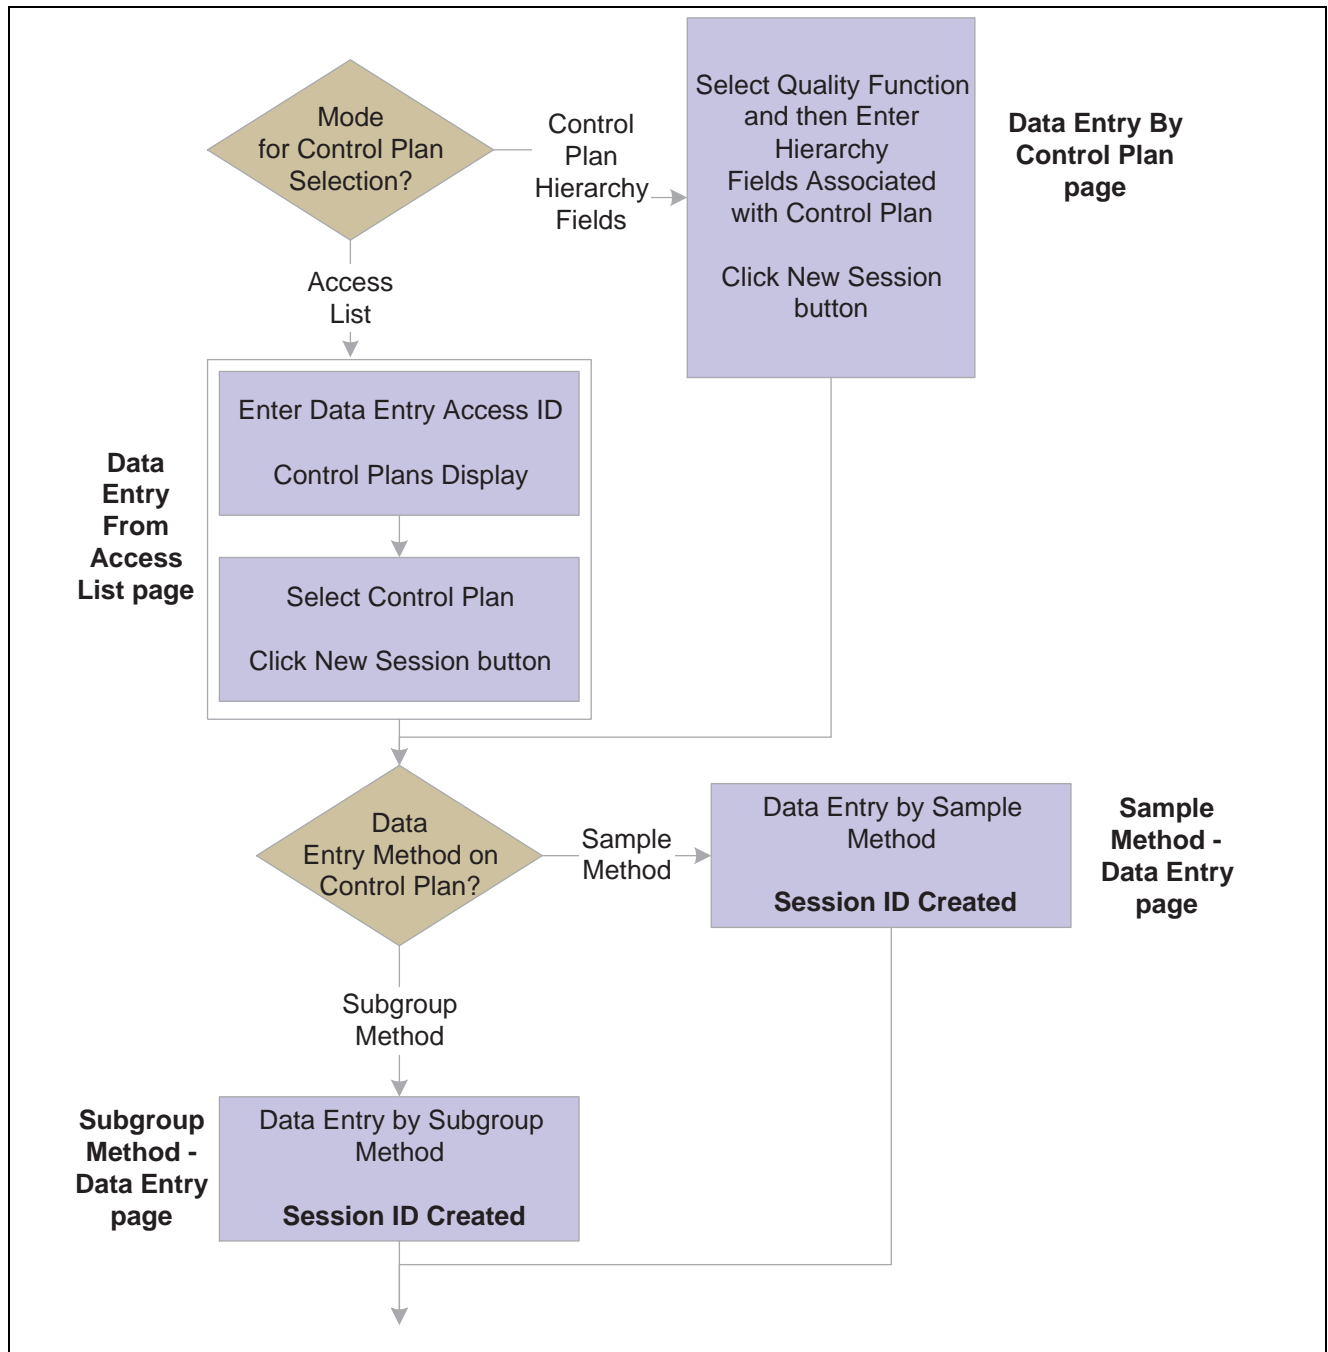 Mode
for Control Plan
Selection?
Control
Plan
Hierarchy
Fields
Select Quality Function
and then Enter
Hierarchy
Fields Associated
with Control Plan
Click New Session
button
Data Entry By
Control Plan
page
Access
List
Data
Entry
From
Access
List page
Enter Data Entry Access ID
Control Plans Display
Select Control Plan
Click New Session button
Data
Entry Method on
Control Plan?
Sample
Method
Data Entry by Sample
Method
Session ID Created
Sample
Method -
Data Entry
page
Subgroup
Method
Subgroup
Method -
Data Entry
page
Data Entry by Subgroup
Method
Session ID Created